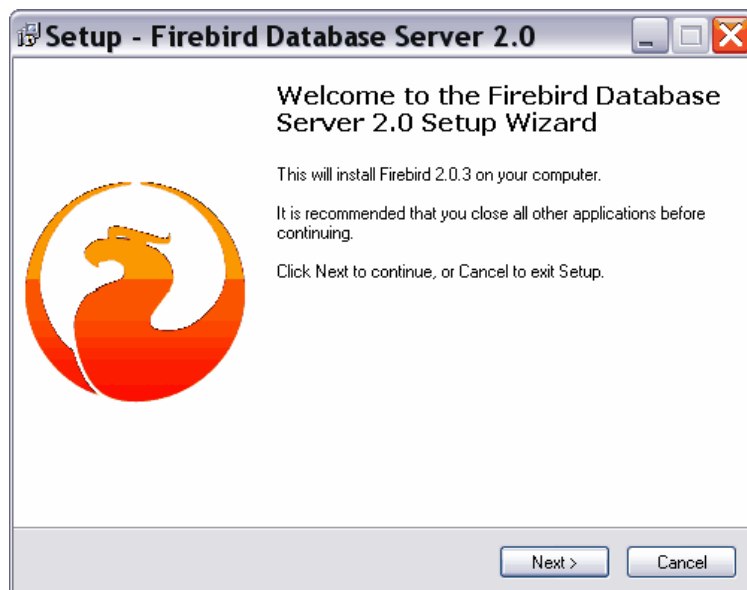 Setup - Firebird Database Server 2.0
Welcome to the Firebird Database
Server 2.0 Setup Wizard
This will install Firebird 2.0.3 on your computer.
It is recommended that you close all other applications before
continuing.
Click Next to continue, or Cancel to exit Setup.
Next >
Cancel